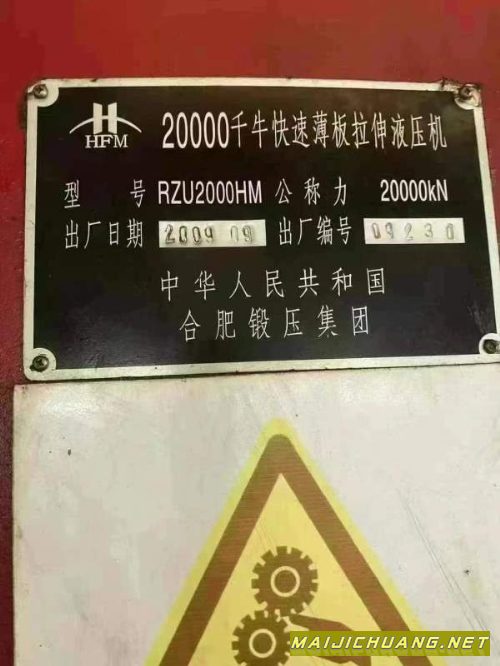 HFM
20000千牛快速薄板拉伸液压机
型 号 RZU2000HM 公称力 20000kN
出厂日期 2009 09 出厂编号 09230
中华人民共和国
合肥锻压集团
MAIJICHUANG.NET